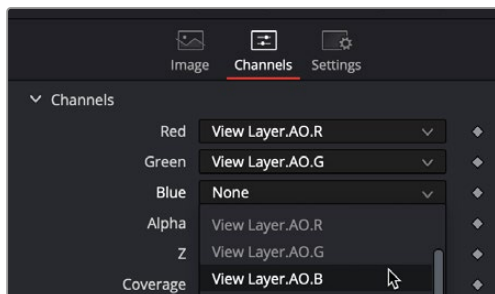 Image Channels Settings
Channels
Red View Layer.AO.R
Green View Layer.AO.G
Blue None
Alpha View Layer.AO.R
Z View Layer.AO.G
Coverage View Layer.AO.B